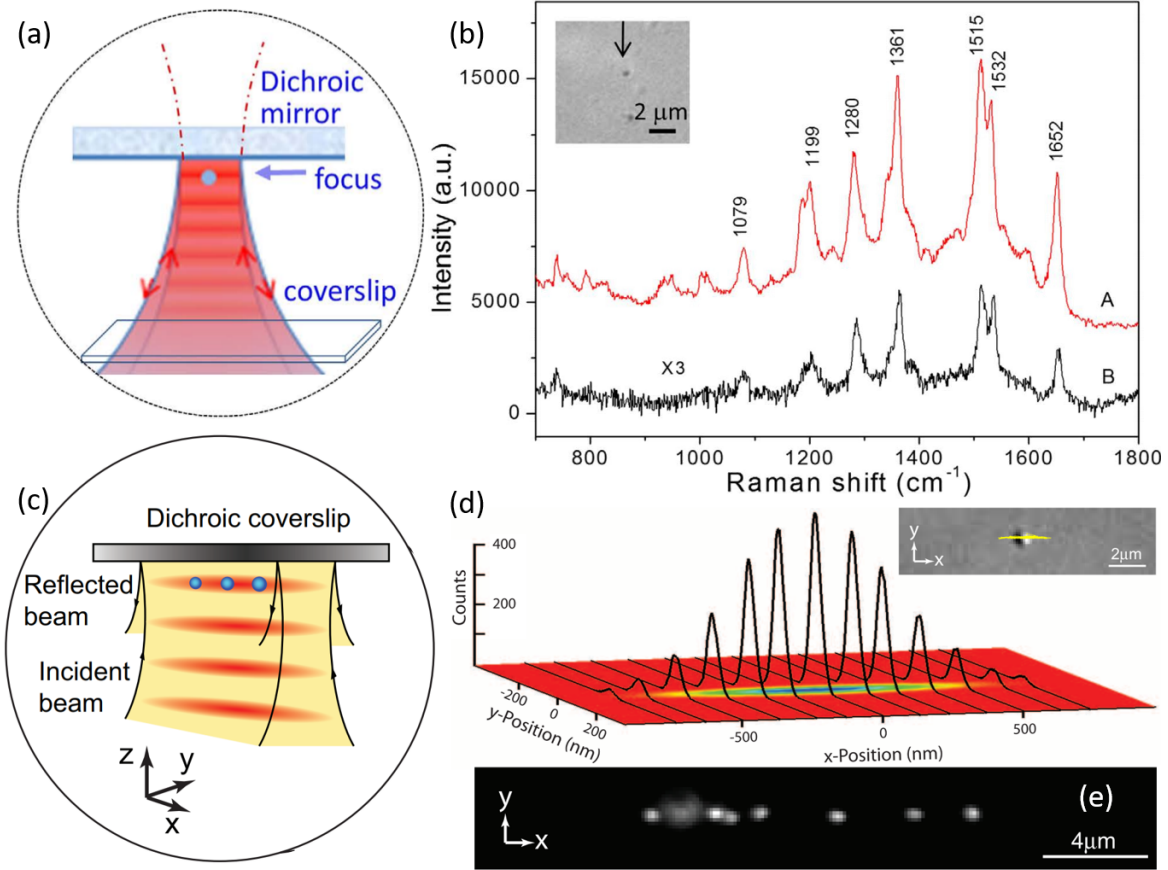 (a)
Dichroic
mirror
focus
coverslip
(b)
Intensity (a.u.)
15000
10000
5000
0
2 μm
1079
1199
1280
1361
1515
1532
1652
A
X3
B
800
1000
1200
1400
1600
1800
Raman shift (cm-1)
(c)
Dichroic coverslip
Reflected
beam
Incident
beam
z
y
x
(d)
Counts
400
200
y
x
2μm
-200
0
200
y-Position (nm)
-500
0
500
x-Position (nm)
y
x
(e)
4μm